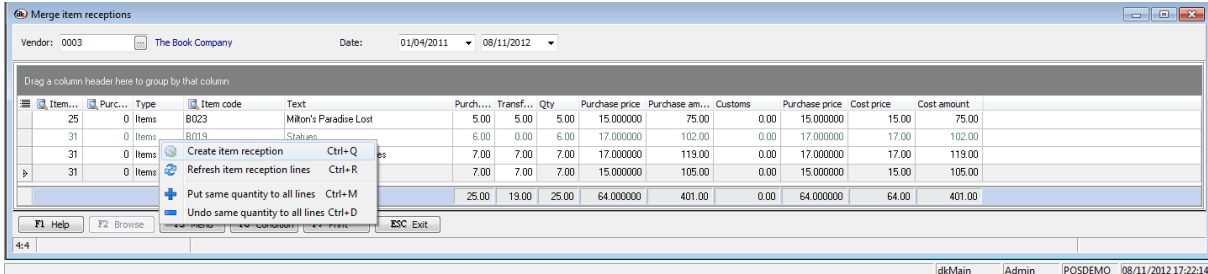 dk Merge item receptions
Vendor: 0003 ... The Book Company Date: 01/04/2011 08/11/2012
Drag a column header here to group by that column
Item... Purc... Type Item code Text Purch.... Transf... Qty Purchase price Purchase am... Customs Purchase price Cost price Cost amount
25 0 Items B023 Milton's Paradise Lost 5.00 5.00 5.00 15.000000 75.00 0.00 15.000000 15.00 75.00
31 0 Items B019 Statues 6.00 0.00 6.00 17.000000 102.00 0.00 17.000000 17.00 102.00
31 0 Items 7.00 7.00 7.00 17.000000 119.00 0.00 17.000000 17.00 119.00
31 0 Items 7.00 7.00 7.00 15.000000 105.00 0.00 15.000000 15.00 105.00
Create item reception Ctrl+Q
Refresh item reception lines Ctrl+R
Put same quantity to all lines Ctrl+M
Undo same quantity to all lines Ctrl+D
25.00 19.00 25.00 64.000000 401.00 0.00 64.000000 64.00 401.00
F1 Help F2 Browse ESC Exit
4:4
dkMain Admin POSDEMO 08/11/2012 17:22:14